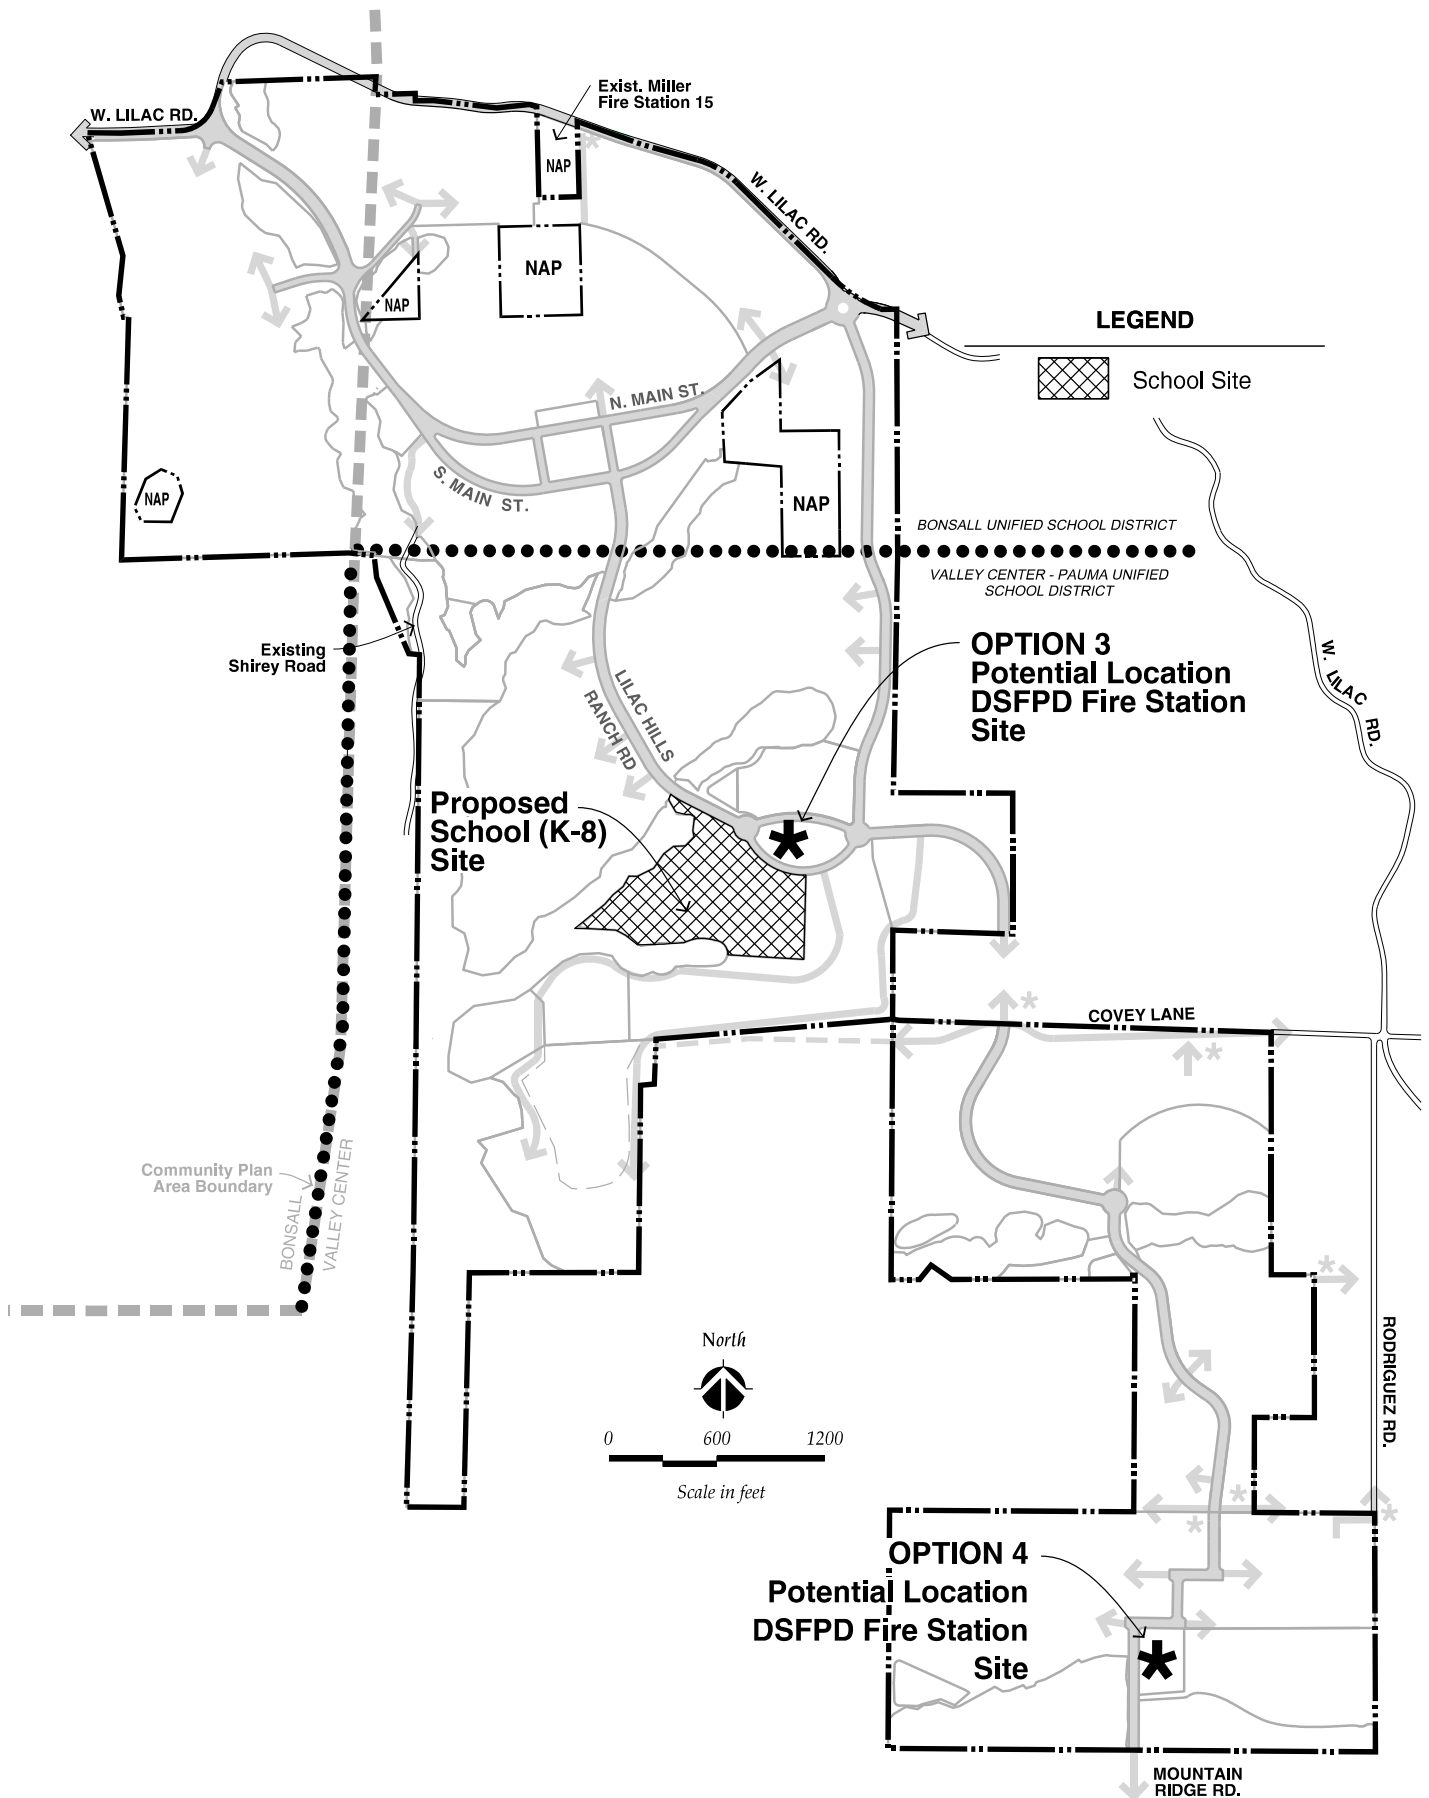 Exist. Miller
Fire Station 15
W. LILAC RD.
NAP
W. LILAC RD.
NAP
NAP
LEGEND
School Site
N. MAIN ST.
S. MAIN ST.
NAP
NAP
BONSALL UNIFIED SCHOOL DISTRICT
VALLEY CENTER - PAUMA UNIFIED
SCHOOL DISTRICT
Existing
Shirey Road
OPTION 3
Potential Location
DSFPD Fire Station
Site
W. LILAC RD.
LILAC HILLS
RANCH RD
Proposed
School (K-8)
Site
COVEY LANE
Community Plan
Area Boundary
BONSALL
VALLEY CENTER
North
0 600 1200
Scale in feet
RODRIGUEZ RD.
OPTION 4
Potential Location
DSFPD Fire Station
Site
MOUNTAIN
RIDGE RD.